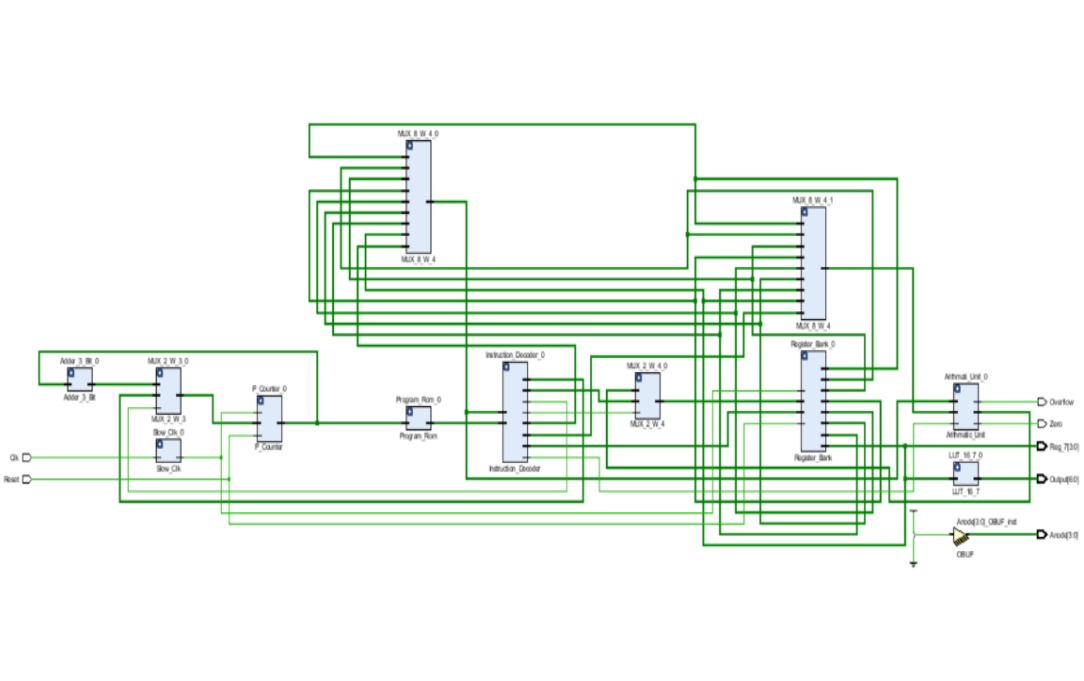 MUX_8_W_4_0
MUX_8_W_4
MUX_8_W_4_1
MUX_8_W_4
Register_Bank_0
Register_Bank
Instruction_Decoder_0
Instruction_Decoder
MUX_2_W_4_0
MUX_2_W_4
Adder_3_Bit_0
Adder_3_Bit
MUX_2_W_3_0
MUX_2_W_3
Slow_Clk_0
Slow_Clk
P_Counter_0
P_Counter
Program_Rom_0
Program_Rom
Clk
Reset
Arithmati_Unit_0
Arithmatic_Unit
LUT_16_7_0
LUT_16_7
Overflow
Zero
Reg_7[3:0]
Output[6:0]
Anode[3:0]_OBUF_inst
OBUF
Anode[3:0]